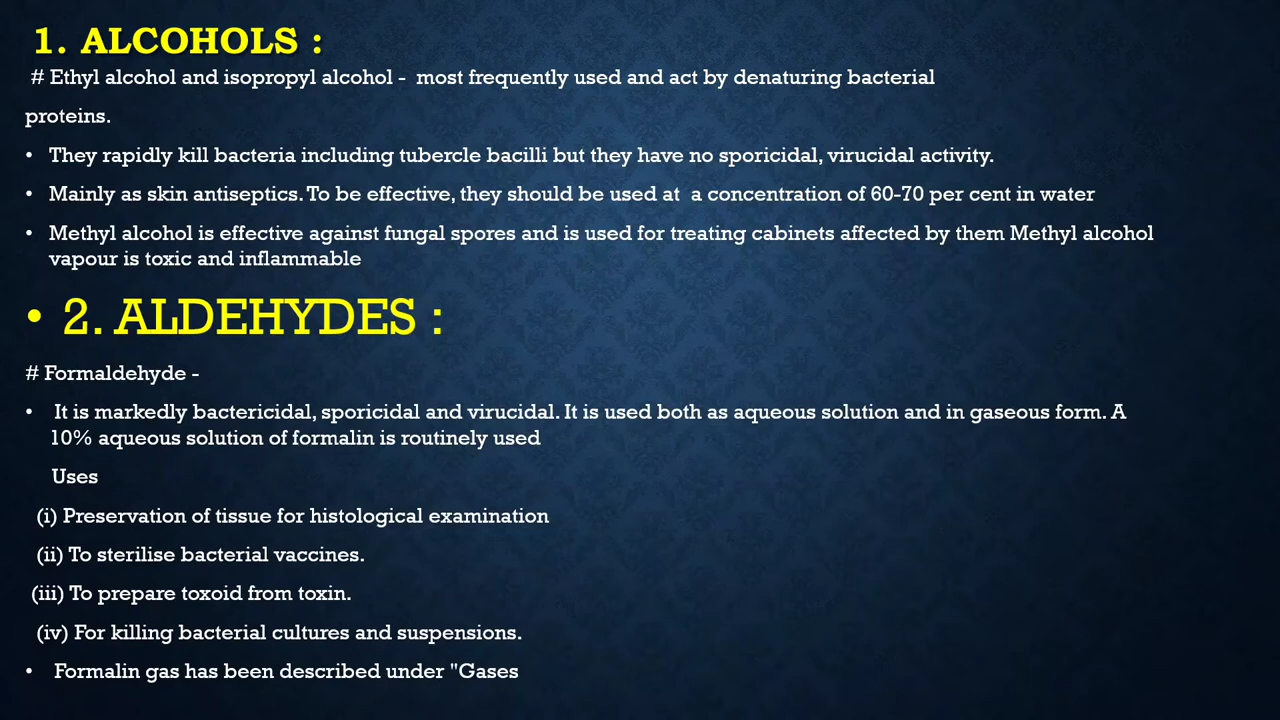 1. ALCOHOLS :
# Ethyl alcohol and isopropyl alcohol - most frequently used and act by denaturing bacterial
proteins.
• They rapidly kill bacteria including tubercle bacilli but they have no sporicidal, virucidal activity.
• Mainly as skin antiseptics. To be effective, they should be used at a concentration of 60-70 per cent in water
• Methyl alcohol is effective against fungal spores and is used for treating cabinets affected by them Methyl alcohol
vapour is toxic and inflammable
• 2. ALDEHYDES :
# Formaldehyde -
• It is markedly bactericidal, sporicidal and virucidal. It is used both as aqueous solution and in gaseous form. A
10% aqueous solution of formalin is routinely used
Uses
(i) Preservation of tissue for histological examination
(ii) To sterilise bacterial vaccines.
(iii) To prepare toxoid from toxin.
(iv) For killing bacterial cultures and suspensions.
• Formalin gas has been described under "Gases